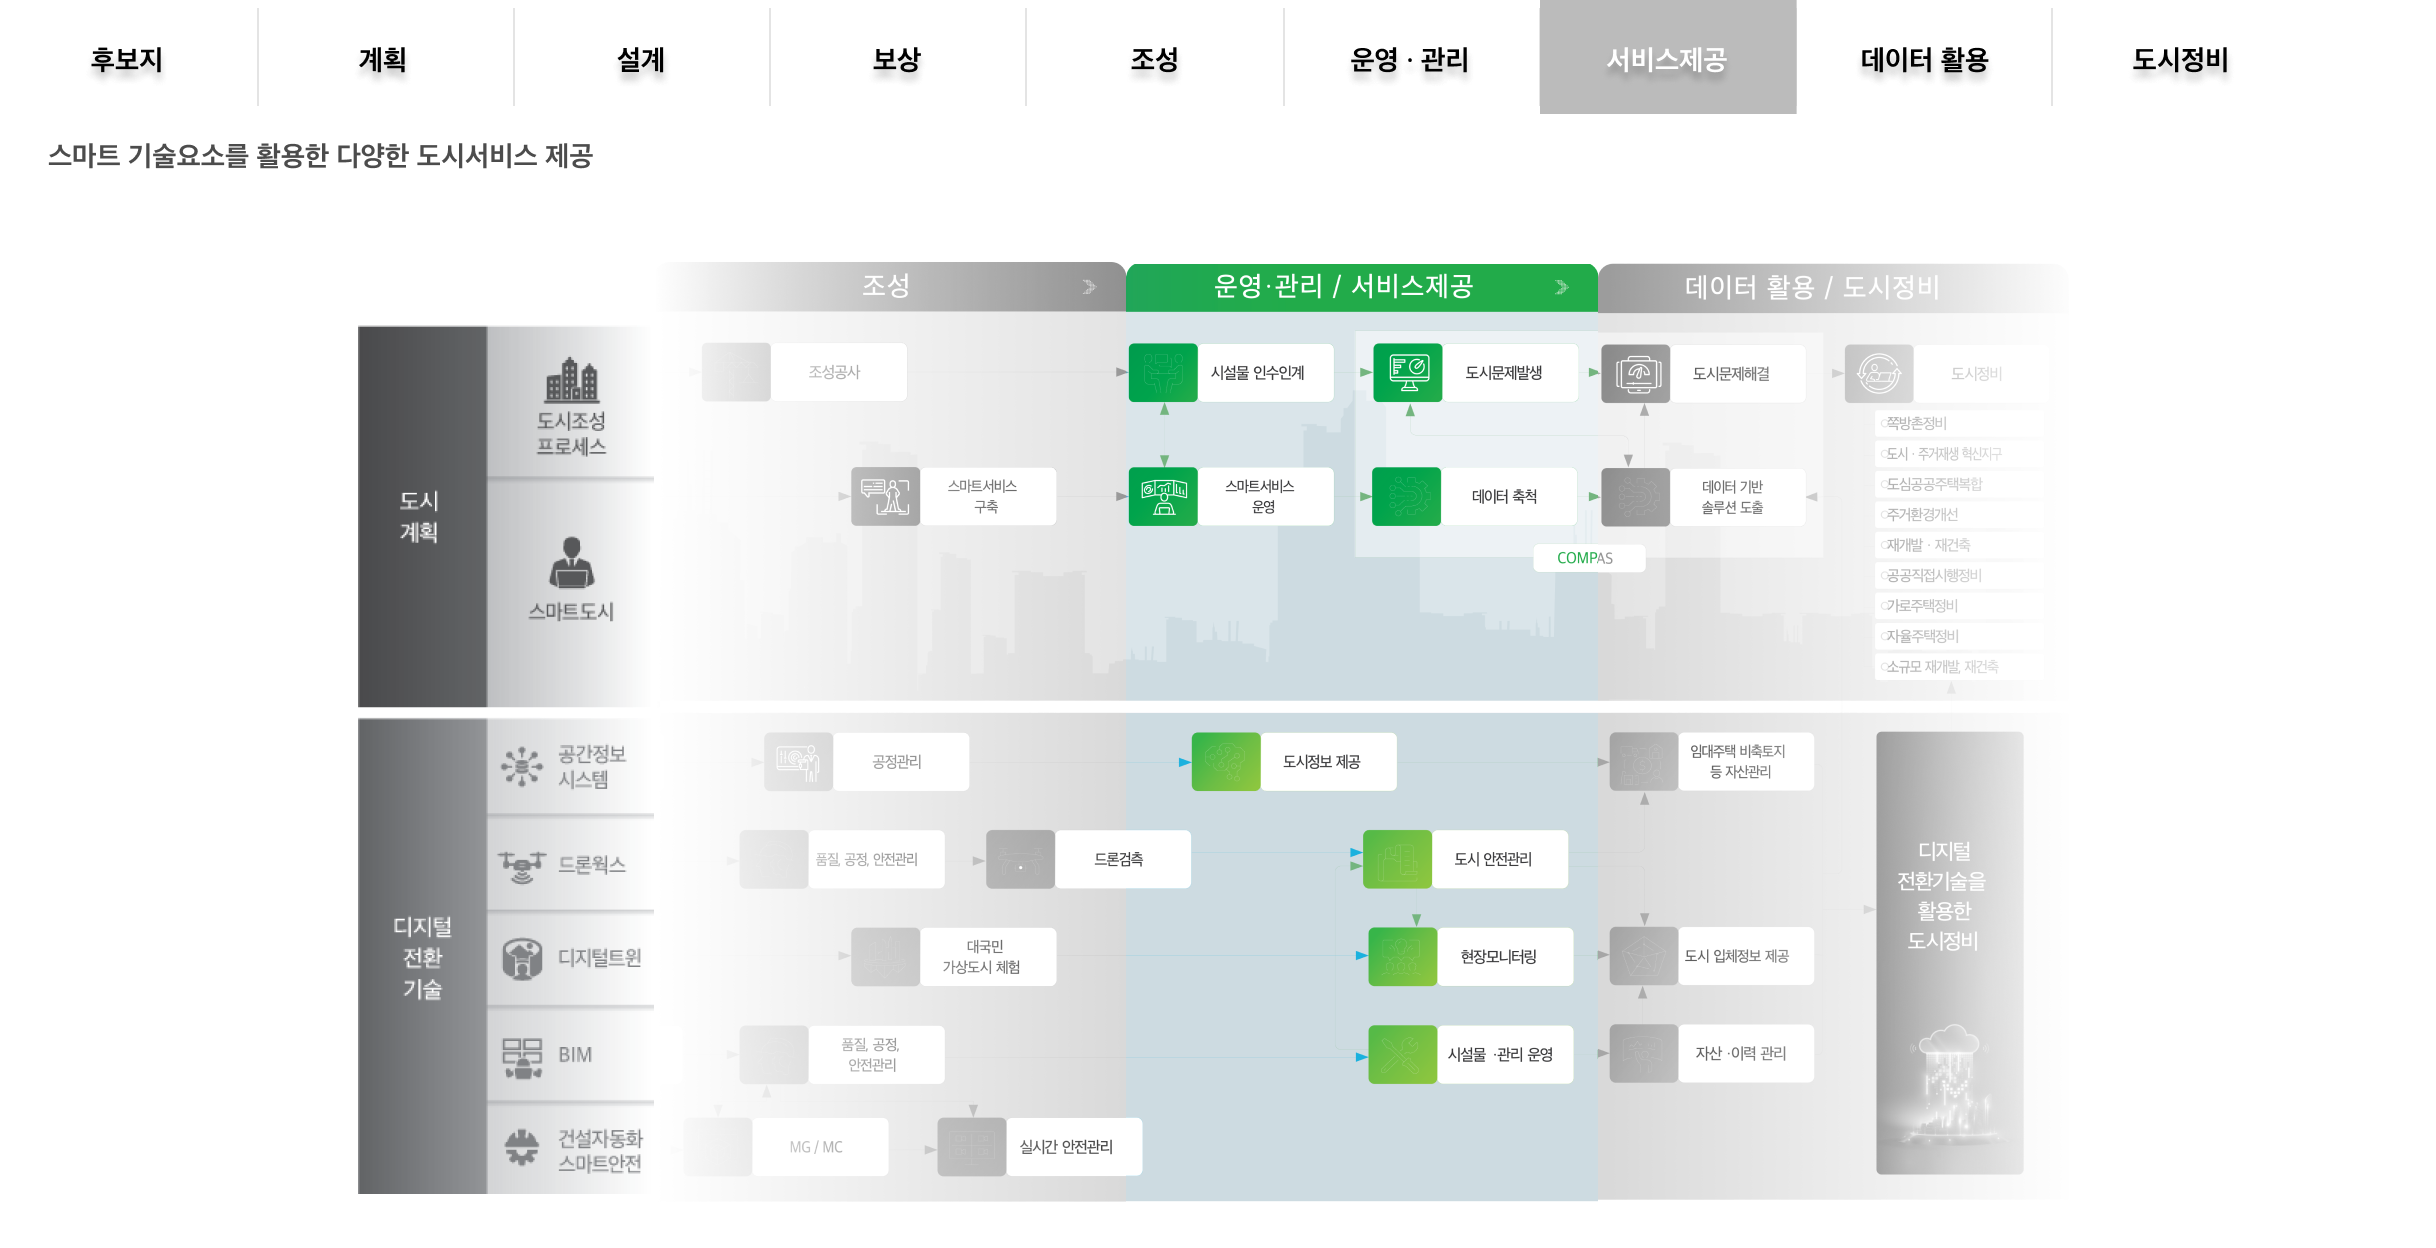 후보지
계획
설계
보상
조성
운영 · 관리
서비스제공
데이터 활용
도시정비
스마트 기술요소를 활용한 다양한 도시서비스 제공
조성
운영·관리 / 서비스제공
데이터 활용 / 도시정비
도시
계획
도시조성
프로세스
스마트도시
조성공사
시설물 인수인계
도시문제발생
도시문제해결
도시정비
스마트서비스
구축
스마트서비스
운영
데이터 축척
데이터 기반
솔루션 도출
COMPAS
쪽방촌정비
도시 · 주거재생 혁신지구
도심공공주택복합
주거환경개선
재개발 · 재건축
공공직접시행정비
가로주택정비
자율주택정비
소규모 재개발, 재건축
디지털
전환
기술
공간정보
시스템
드론웍스
디지털트윈
BIM
건설자동화
스마트안전
공정관리
도시정보 제공
임대주택 비축토지
등 자산관리
품질, 공정, 안전관리
드론검측
도시 안전관리
대국민
가상도시 체험
현장모니터링
도시 입체정보 제공
품질, 공정,
안전관리
시설물 ·관리 운영
자산 ·이력 관리
MG / MC
실시간 안전관리
디지털
전환기술을
활용한
도시정비